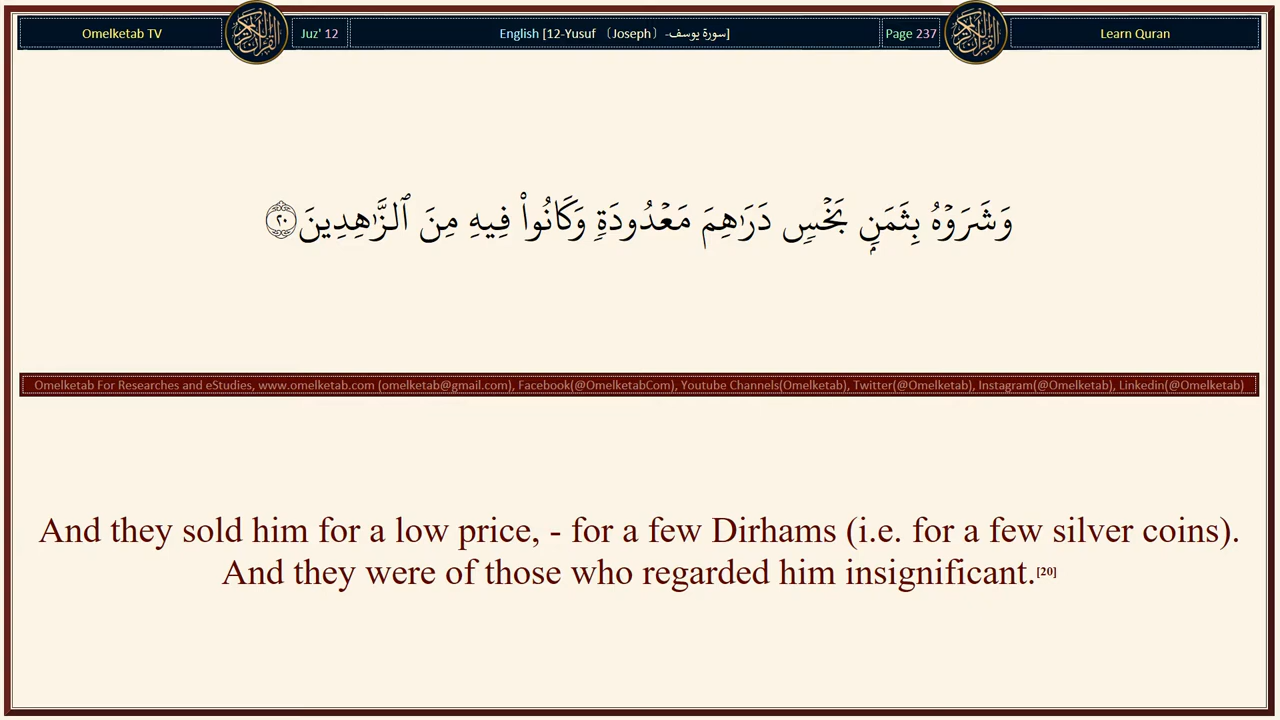 Omelketab TV
Juz' 12
English [12-Yusuf （Joseph） -سورة يوسف]
Page 237
Learn Quran
وَشَرَوۡهُ بِثَمَنِۭ بَخۡسٖ دَرَٰهِمَ مَعۡدُودَةٖ وَكَانُواْ فِيهِ مِنَ ٱلزَّٰهِدِينَ ٢٠
Omelketab For Researches and eStudies, www.omelketab.com (omelketab@gmail.com), Facebook(@OmelketabCom), Youtube Channels(Omelketab), Twitter(@Omelketab), Instagram(@Omelketab), Linkedin(@Omelketab)
And they sold him for a low price, - for a few Dirhams (i.e. for a few silver coins).
And they were of those who regarded him insignificant.[20]